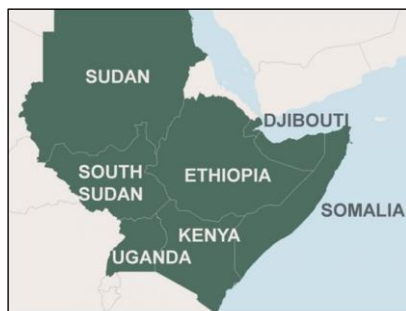 SUDAN
DJIBOUTI
SOUTH
SUDAN
ETHIOPIA
SOMALIA
KENYA
UGANDA